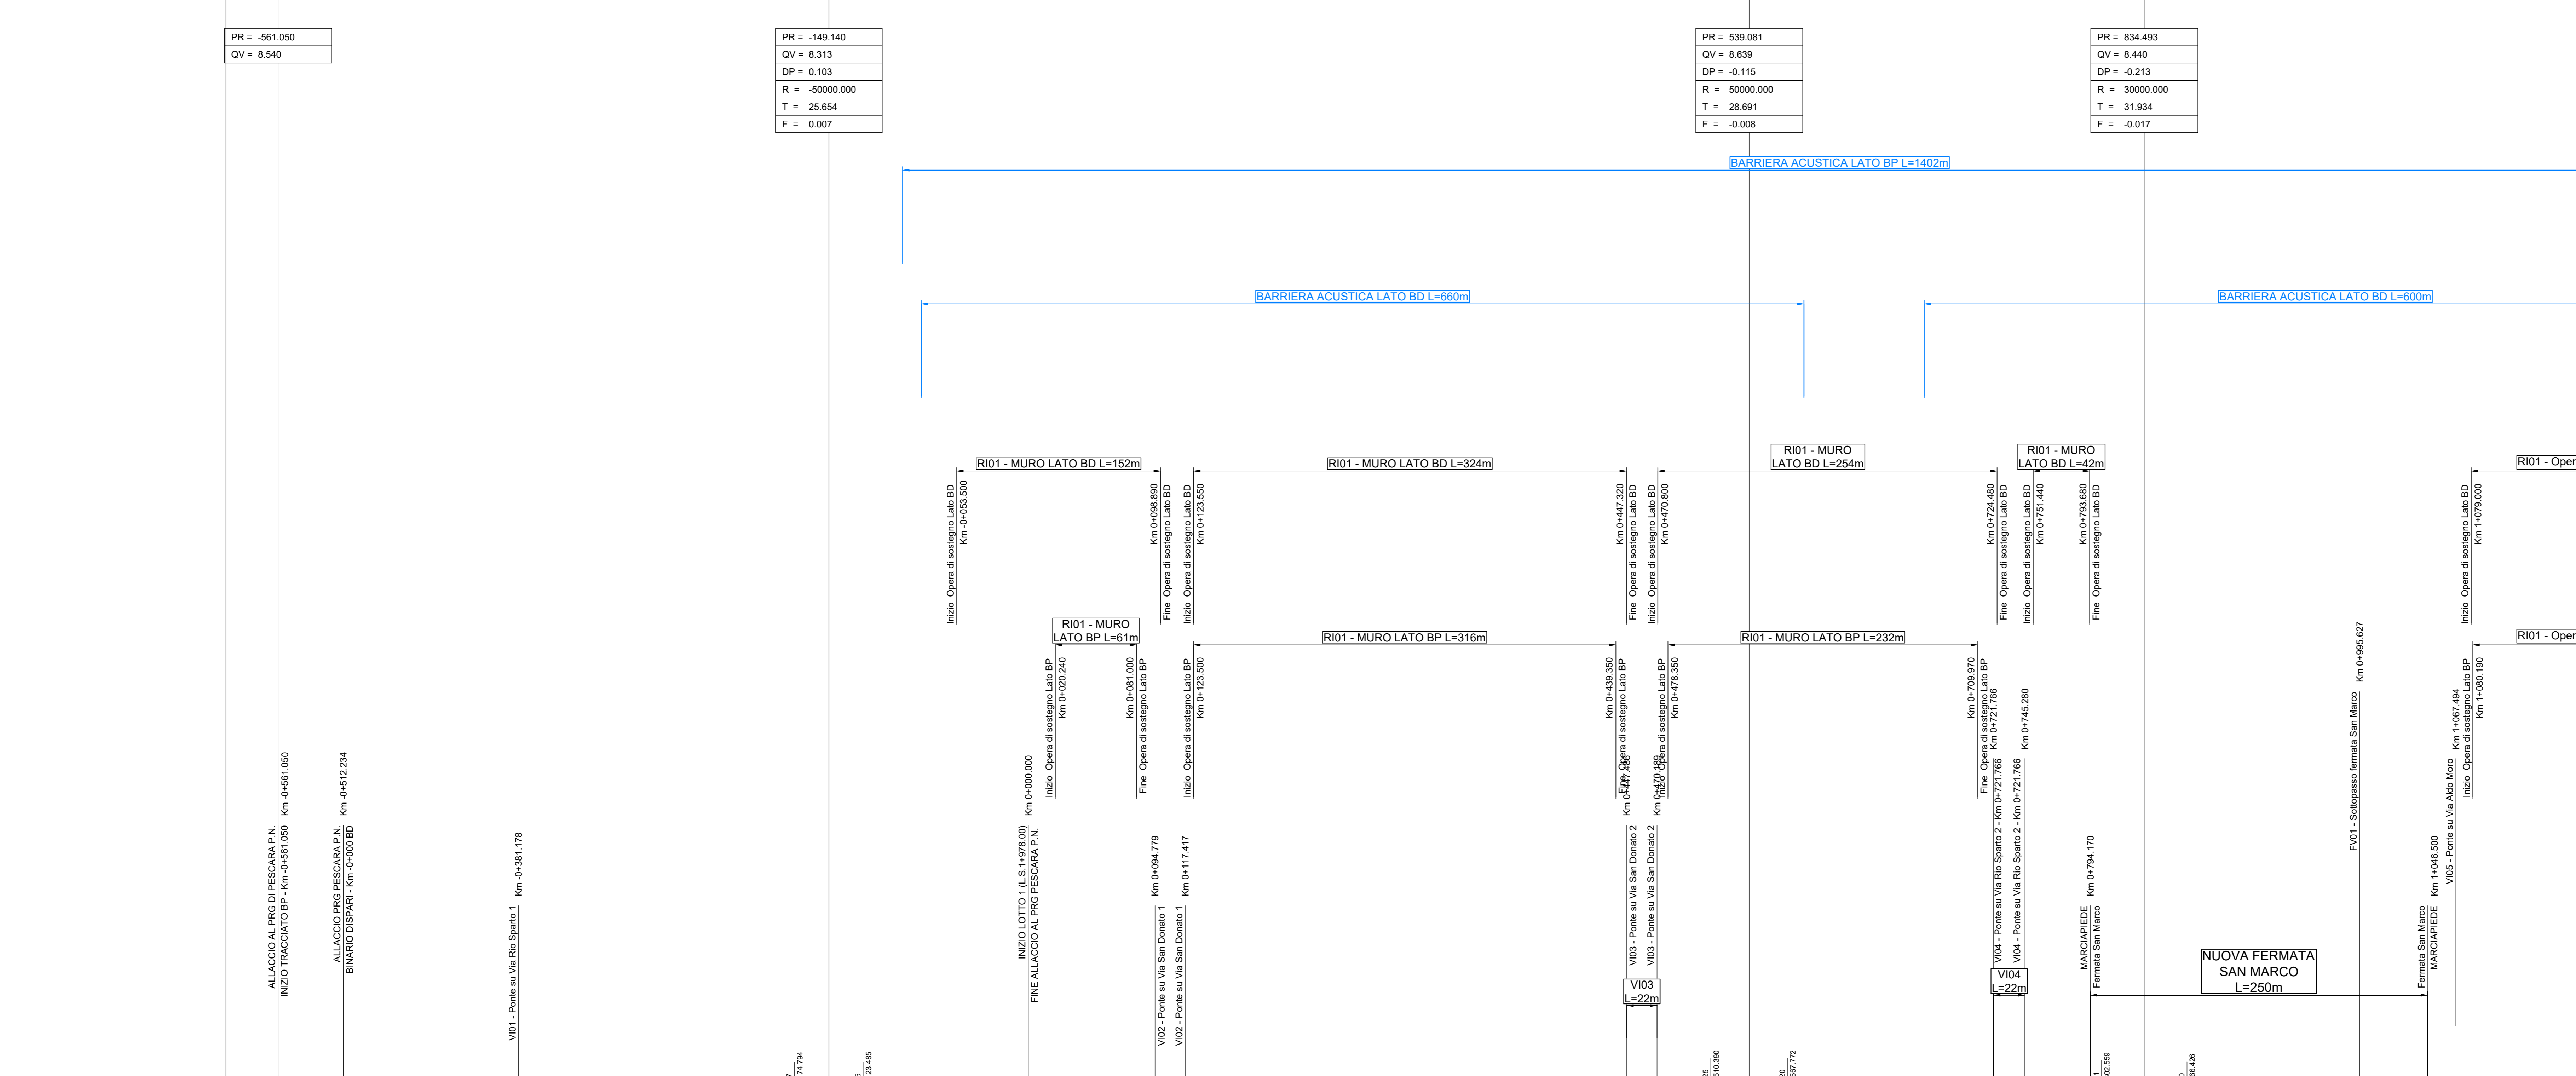 PR = -561.050
QV = 8.540
PR = -149.140
QV = 8.313
DP = 0.103
R = -50000.000
T = 25.654
F = 0.007
PR = 539.081
QV = 8.639
DP = -0.115
R = 50000.000
T = 28.691
F = -0.008
PR = 834.493
QV = 8.440
DP = -0.213
R = 30000.000
T = 31.934
F = -0.017
BARRIERA ACUSTICA LATO BP L=1402m
BARRIERA ACUSTICA LATO BD L=660m
BARRIERA ACUSTICA LATO BD L=600m
RI01 - MURO LATO BD L=152m
RI01 - MURO LATO BD L=324m
RI01 - MURO
LATO BD L=254m
RI01 - MURO
LATO BD L=42m
RI01 - Oper
Inizio Opera di sostegno Lato BD
Km -0+053.500
Km 0+098.890
Fine Opera di sostegno Lato BD
Inizio Opera di sostegno Lato BD
Km 0+123.550
Km 0+447.320
Fine Opera di sostegno Lato BD
Inizio Opera di sostegno Lato BD
Km 0+470.800
Km 0+724.480
Fine Opera di sostegno Lato BD
Inizio Opera di sostegno Lato BD
Km 0+751.440
Km 0+793.680
Fine Opera di sostegno Lato BD
Inizio Opera di sostegno Lato BD
Km 1+079.000
RI01 - MURO
LATO BP L=61m
RI01 - MURO LATO BP L=316m
RI01 - MURO LATO BP L=232m
RI01 - Oper
Inizio Opera di sostegno Lato BP
Km 0+020.240
Km 0+081.000
Fine Opera di sostegno Lato BP
Inizio Opera di sostegno Lato BP
Km 0+123.500
Km 0+439.350
Fine Opera di sostegno Lato BP
Inizio Opera di sostegno Lato BP
Km 0+478.350
Km 0+709.970
Fine Opera di sostegno Lato BP
Inizio Opera di sostegno Lato BP
Km 1+080.190
ALLACCIO AL PRG DI PESCARA P.N.
INIZIO TRACCIATO BP - Km -0+561.050 Km -0+561.050
ALLACCIO PRG PESCARA P.N. Km -0+512.234
BINARIO DISPARI - Km -0+000 BD
VI01 - Ponte su Via Rio Sparto 1 Km -0+381.178
INIZIO LOTTO 1 (L.S.1+978.00) Km 0+000.000
FINE ALLACCIO AL PRG PESCARA P.N.
Km 0+094.779
VI02 - Ponte su Via San Donato 1
VI02 - Ponte su Via San Donato 1 Km 0+117.417
Km 0+447.486
VI03 - Ponte su Via San Donato 2
VI03 - Ponte su Via San Donato 2 Km 0+470.189
Km 0+721.766
VI04 - Ponte su Via Rio Sparto 2 - Km 0+721.766
VI04 - Ponte su Via Rio Sparto 2 - Km 0+721.766 Km 0+745.280
MARCIAPIEDE Km 0+794.170
Fermata San Marco
FV01 - Sottopasso fermata San Marco Km 0+995.627
Fermata San Marco
MARCIAPIEDE Km 1+046.500
VI05 - Ponte su Via Aldo Moro Km 1+067.494
VI03
L=22m
VI04
L=22m
NUOVA FERMATA
SAN MARCO
L=250m